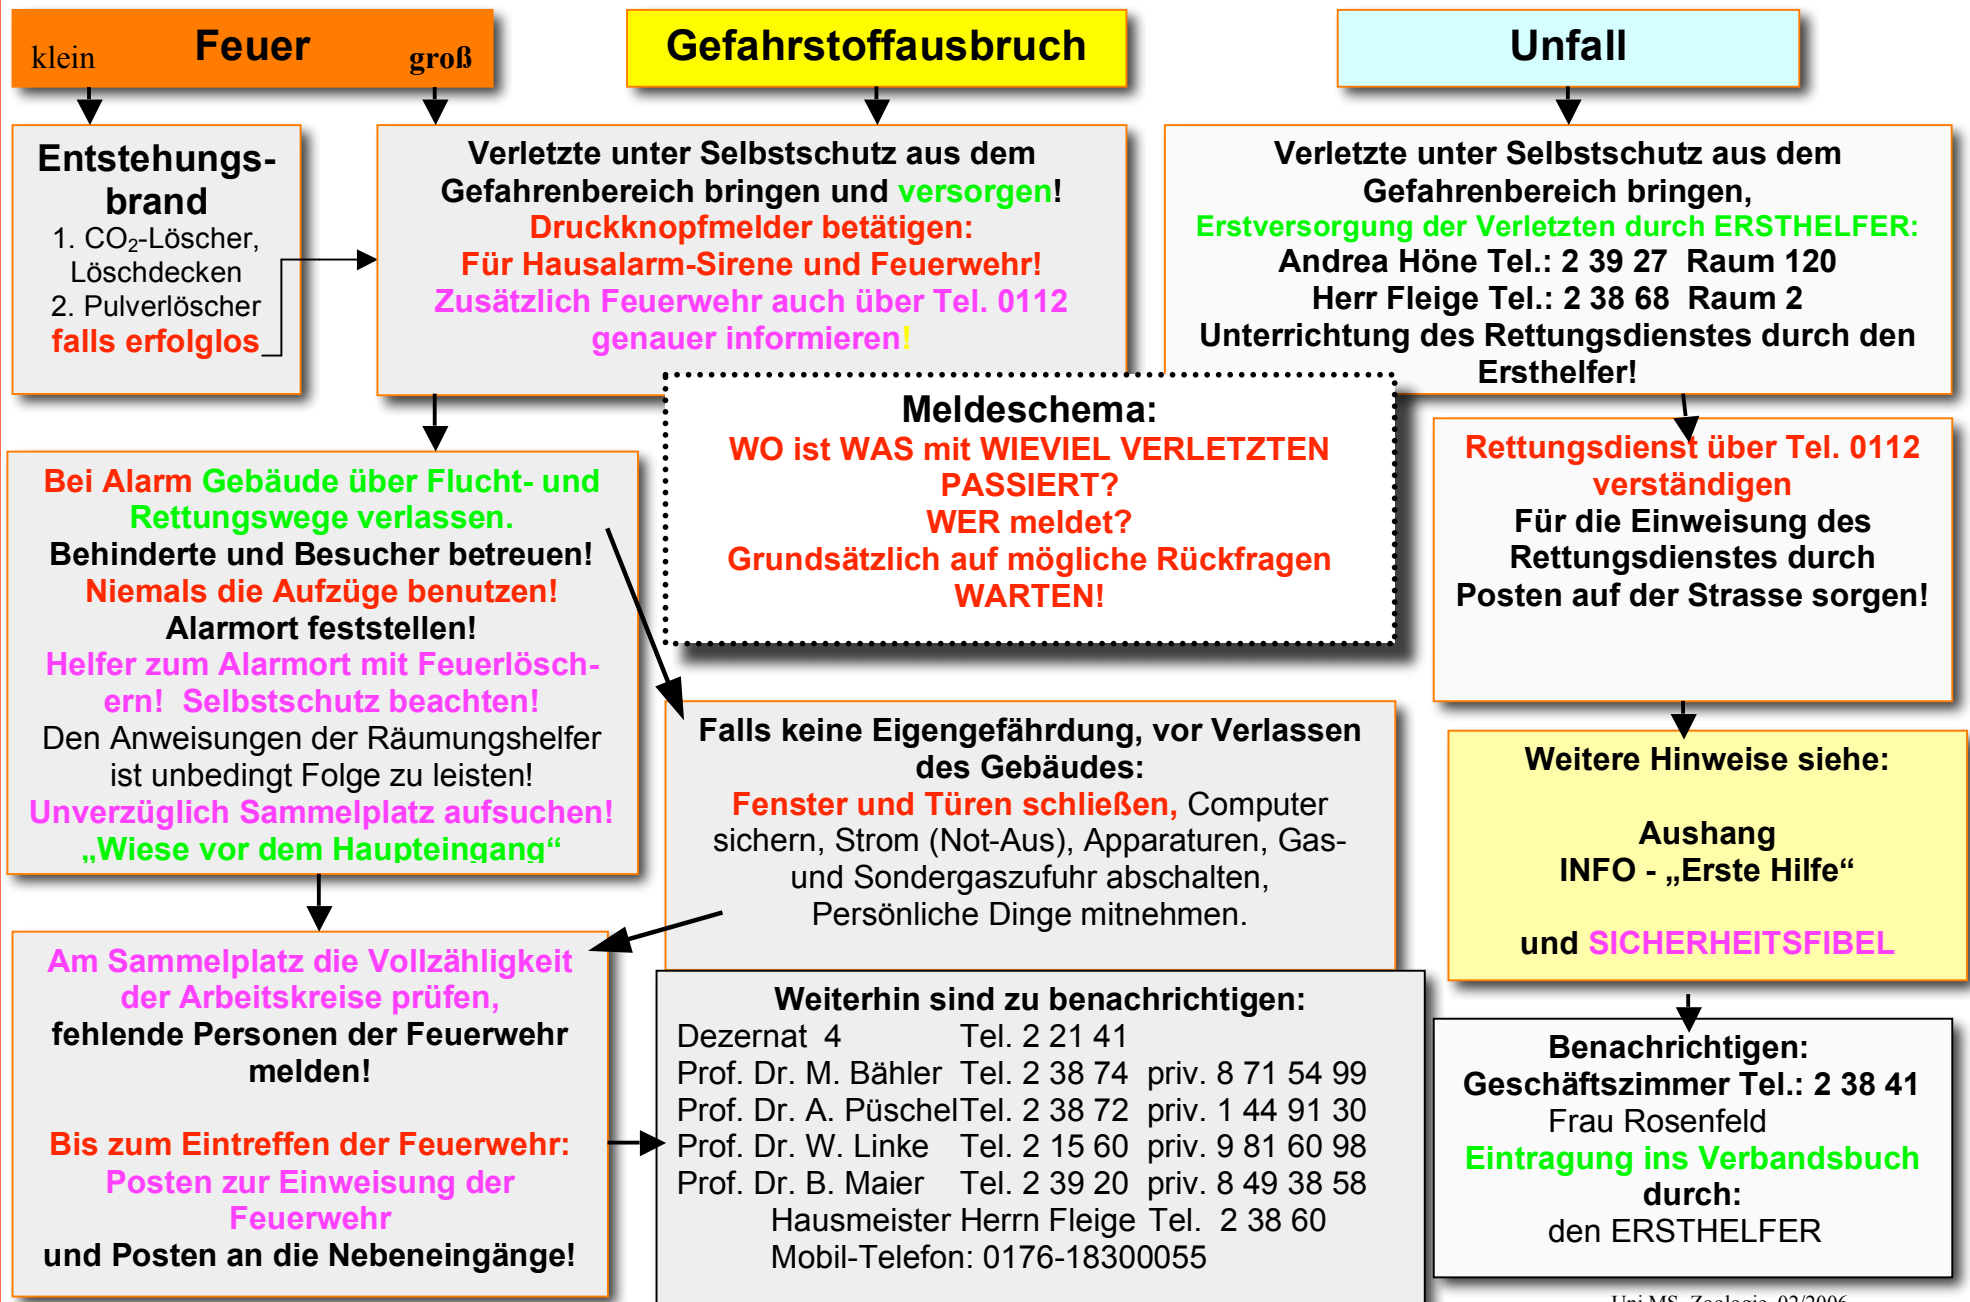 klein Feuer groß
Gefahrstoffausbruch
Unfall
Entstehungs-
brand
1. CO₂-Löscher,
Löschdecken
2. Pulverlöscher
falls erfolglos
Verletzte unter Selbstschutz aus dem
Gefahrenbereich bringen und versorgen!
Druckknopfmelder betätigen:
Für Hausalarm-Sirene und Feuerwehr!
Zusätzlich Feuerwehr auch über Tel. 0112
genauer informieren!
Verletzte unter Selbstschutz aus dem
Gefahrenbereich bringen,
Erstversorgung der Verletzten durch ERSTHELFER:
Andrea Höne Tel.: 2 39 27 Raum 120
Herr Fleige Tel.: 2 38 68 Raum 2
Unterrichtung des Rettungsdienstes durch den
Ersthelfer!
Meldeschema:
WO ist WAS mit WIEVIEL VERLETZTEN
PASSIERT?
WER meldet?
Grundsätzlich auf mögliche Rückfragen
WARTEN!
Bei Alarm Gebäude über Flucht- und
Rettungswege verlassen.
Behinderte und Besucher betreuen!
Niemals die Aufzüge benutzen!
Alarmort feststellen!
Helfer zum Alarmort mit Feuerlösch-
ern! Selbstschutz beachten!
Den Anweisungen der Räumungshelfer
ist unbedingt Folge zu leisten!
Unverzüglich Sammelplatz aufsuchen!
„Wiese vor dem Haupteingang“
Rettungsdienst über Tel. 0112
verständigen
Für die Einweisung des
Rettungsdienstes durch
Posten auf der Strasse sorgen!
Falls keine Eigengefährdung, vor Verlassen
des Gebäudes:
Fenster und Türen schließen, Computer
sichern, Strom (Not-Aus), Apparaturen, Gas-
und Sondergaszufuhr abschalten,
Persönliche Dinge mitnehmen.
Weitere Hinweise siehe:
Aushang
INFO - „Erste Hilfe“
und SICHERHEITSFIBEL
Am Sammelplatz die Vollzähligkeit
der Arbeitskreise prüfen,
fehlende Personen der Feuerwehr
melden!
Bis zum Eintreffen der Feuerwehr:
Posten zur Einweisung der
Feuerwehr
und Posten an die Nebeneingänge!
Weiterhin sind zu benachrichtigen:
Dezernat 4 Tel. 2 21 41
Prof. Dr. M. Bähler Tel. 2 38 74 priv. 8 71 54 99
Prof. Dr. A. Püschel Tel. 2 38 72 priv. 1 44 91 30
Prof. Dr. W. Linke Tel. 2 15 60 priv. 9 81 60 98
Prof. Dr. B. Maier Tel. 2 39 20 priv. 8 49 38 58
Hausmeister Herrn Fleige Tel. 2 38 60
Mobil-Telefon: 0176-18300055
Benachrichtigen:
Geschäftszimmer Tel.: 2 38 41
Frau Rosenfeld
Eintragung ins Verbandsbuch
durch:
den ERSTHELFER
Uni MS, Zoologie, 02/2006